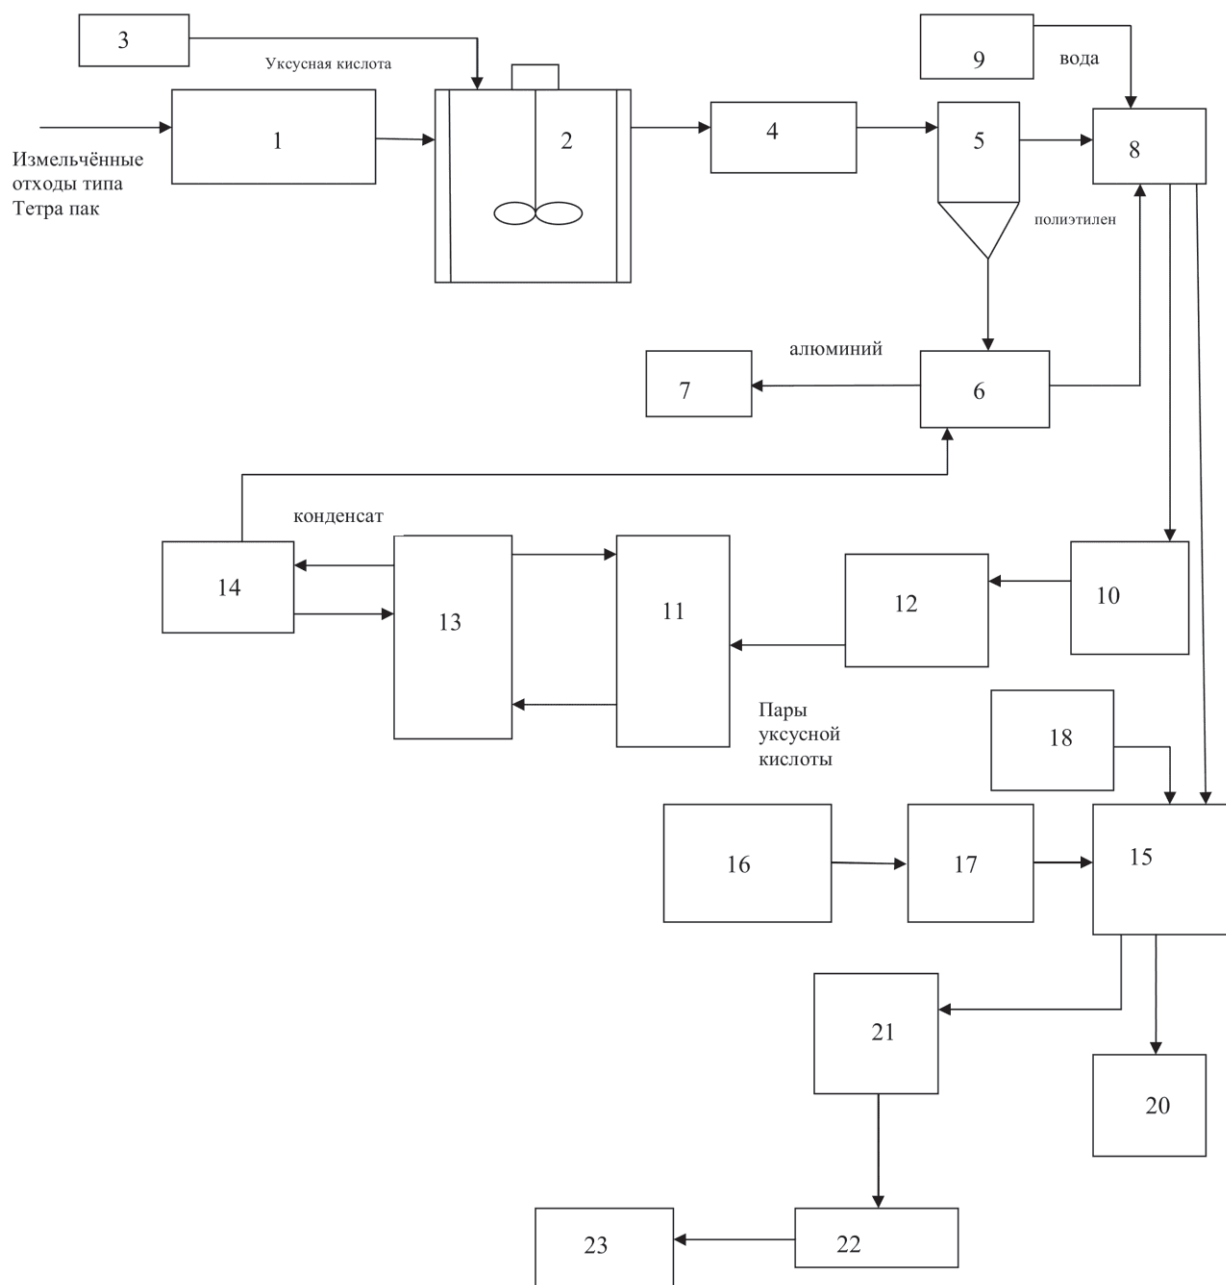 3
Уксусная кислота
9
вода
1
2
4
5
8
Измельчённые
отходы типа
Тетра пак
полиэтилен
алюминий
7
6
конденсат
14
13
11
12
10
Пары
уксусной
кислоты
18
16
17
15
21
20
23
22